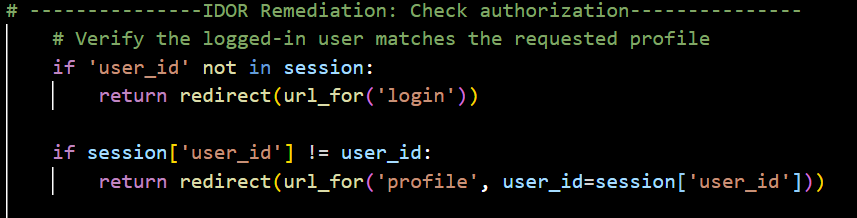 # ---------------IDOR Remediation: Check authorization---------------
# Verify the logged-in user matches the requested profile
if 'user_id' not in session:
return redirect(url_for('login'))
if session['user_id'] != user_id:
return redirect(url_for('profile', user_id=session['user_id']))